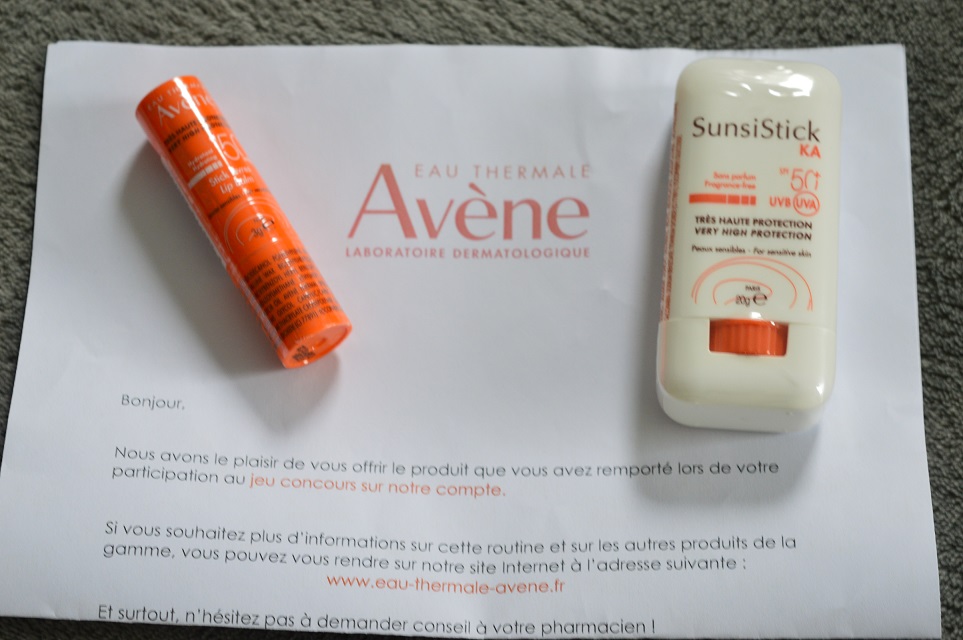 Avène
Stick
3g e
EAU THERMALE
Avène
LABORATOIRE DERMATOLOGIQUE
SunsiStick
KA
Sans parfum
Fragrance-free
SPF 50+
UVB UVA
TRÈS HAUTE PROTECTION
VERY HIGH PROTECTION
Peaux sensibles - For sensitive skin
PARIS
20g e
Bonjour,
Nous avons le plaisir de vous offrir le produit que vous avez remporté lors de votre
participation au jeu concours sur notre compte.
Si vous souhaitez plus d'informations sur cette routine et sur les autres produits de la
gamme, vous pouvez vous rendre sur notre site Internet à l'adresse suivante :
www.eau-thermale-avene.fr
Et surtout, n'hésitez pas à demander conseil à votre pharmacien !